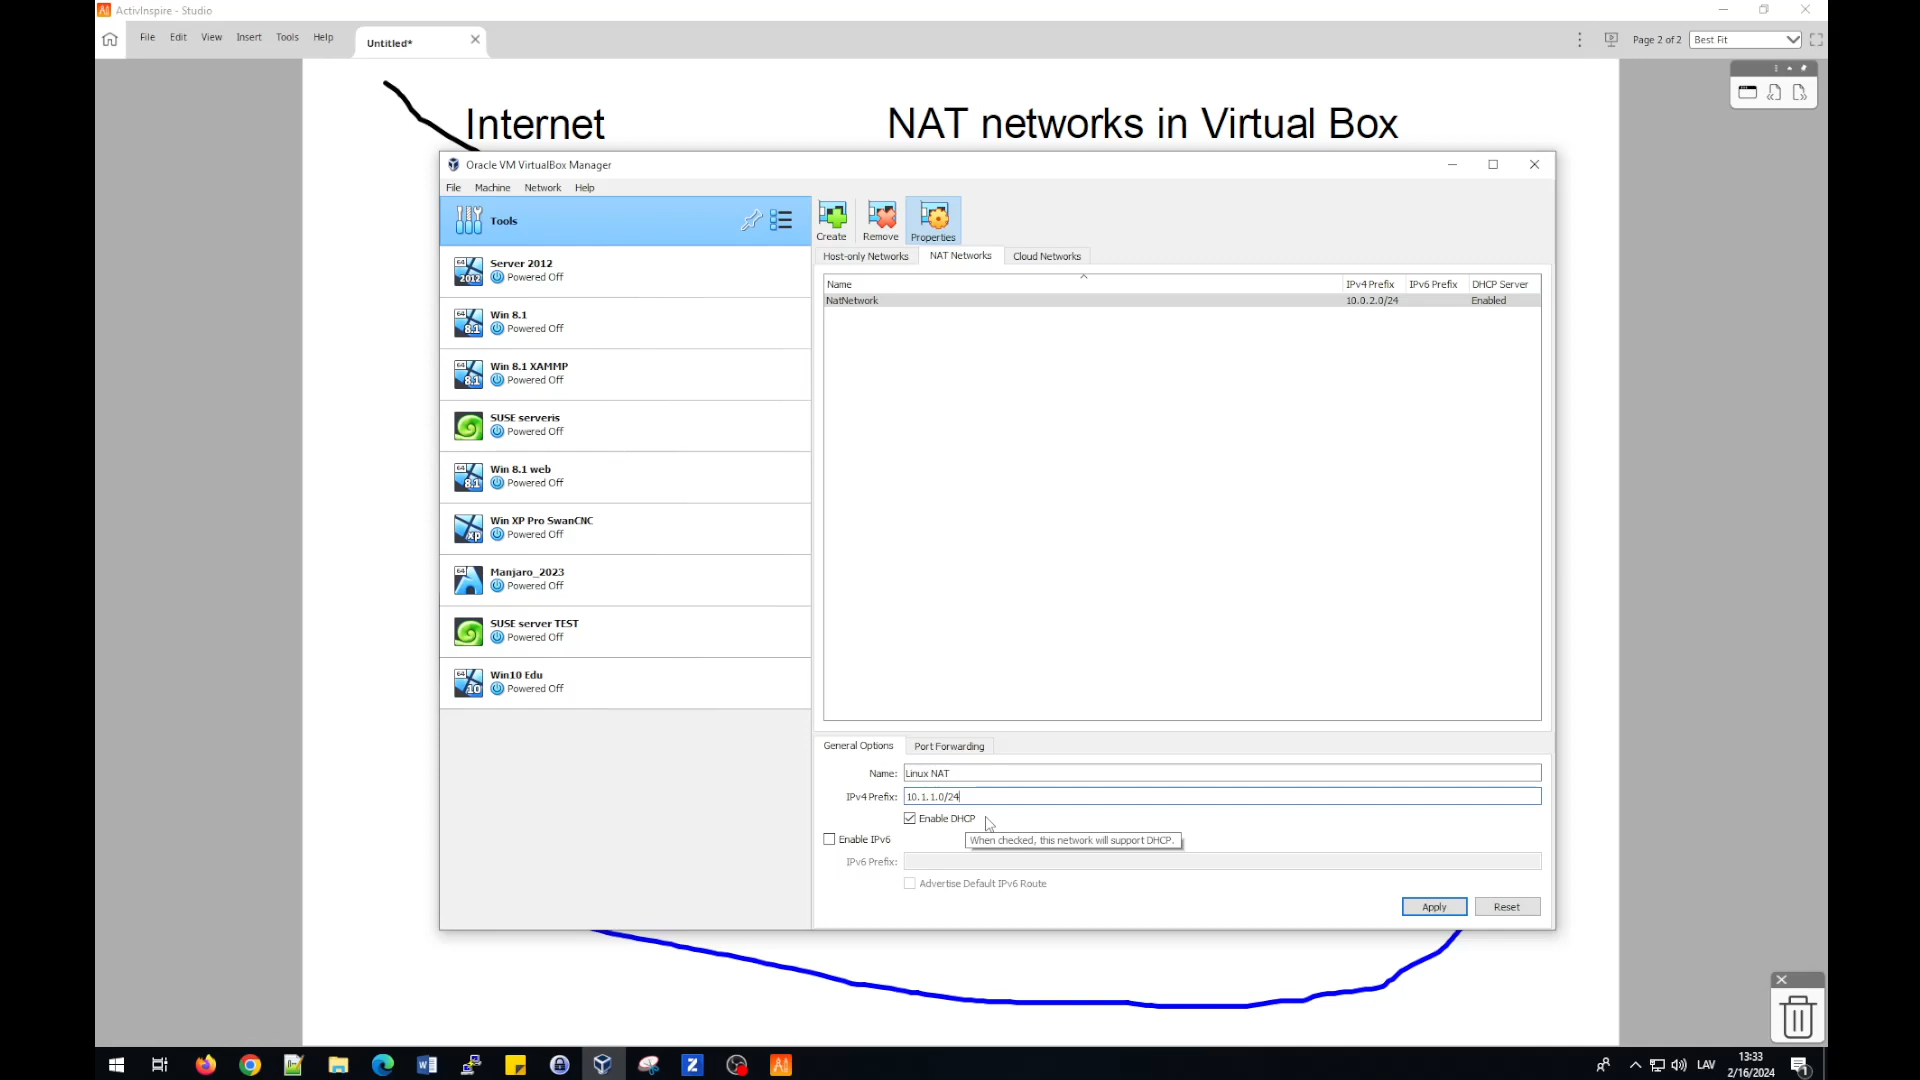 ActivInspire - Studio
File Edit View Insert Tools Help
Untitled*
Page 2 of 2 Best Fit
Internet
NAT networks in Virtual Box
Oracle VM VirtualBox Manager
File Machine Network Help
Tools
Server 2012
Powered Off
Win 8.1
Powered Off
Win 8.1 XAMMP
Powered Off
SUSE serveris
Powered Off
Win 8.1 web
Powered Off
Win XP Pro SwanCNC
Powered Off
Manjaro_2023
Powered Off
SUSE server TEST
Powered Off
Win10 Edu
Powered Off
Create Remove Properties
Host-only Networks NAT Networks Cloud Networks
Name IPv4 Prefix IPv6 Prefix DHCP Server
NatNetwork 10.0.2.0/24 Enabled
General Options Port Forwarding
Name: Linux NAT
IPv4 Prefix: 10.1.1.0/24
Enable DHCP
Enable IPv6
When checked, this network will support DHCP.
IPv6 Prefix:
Advertise Default IPv6 Route
Apply Reset
LAV
13:33
2/16/2024